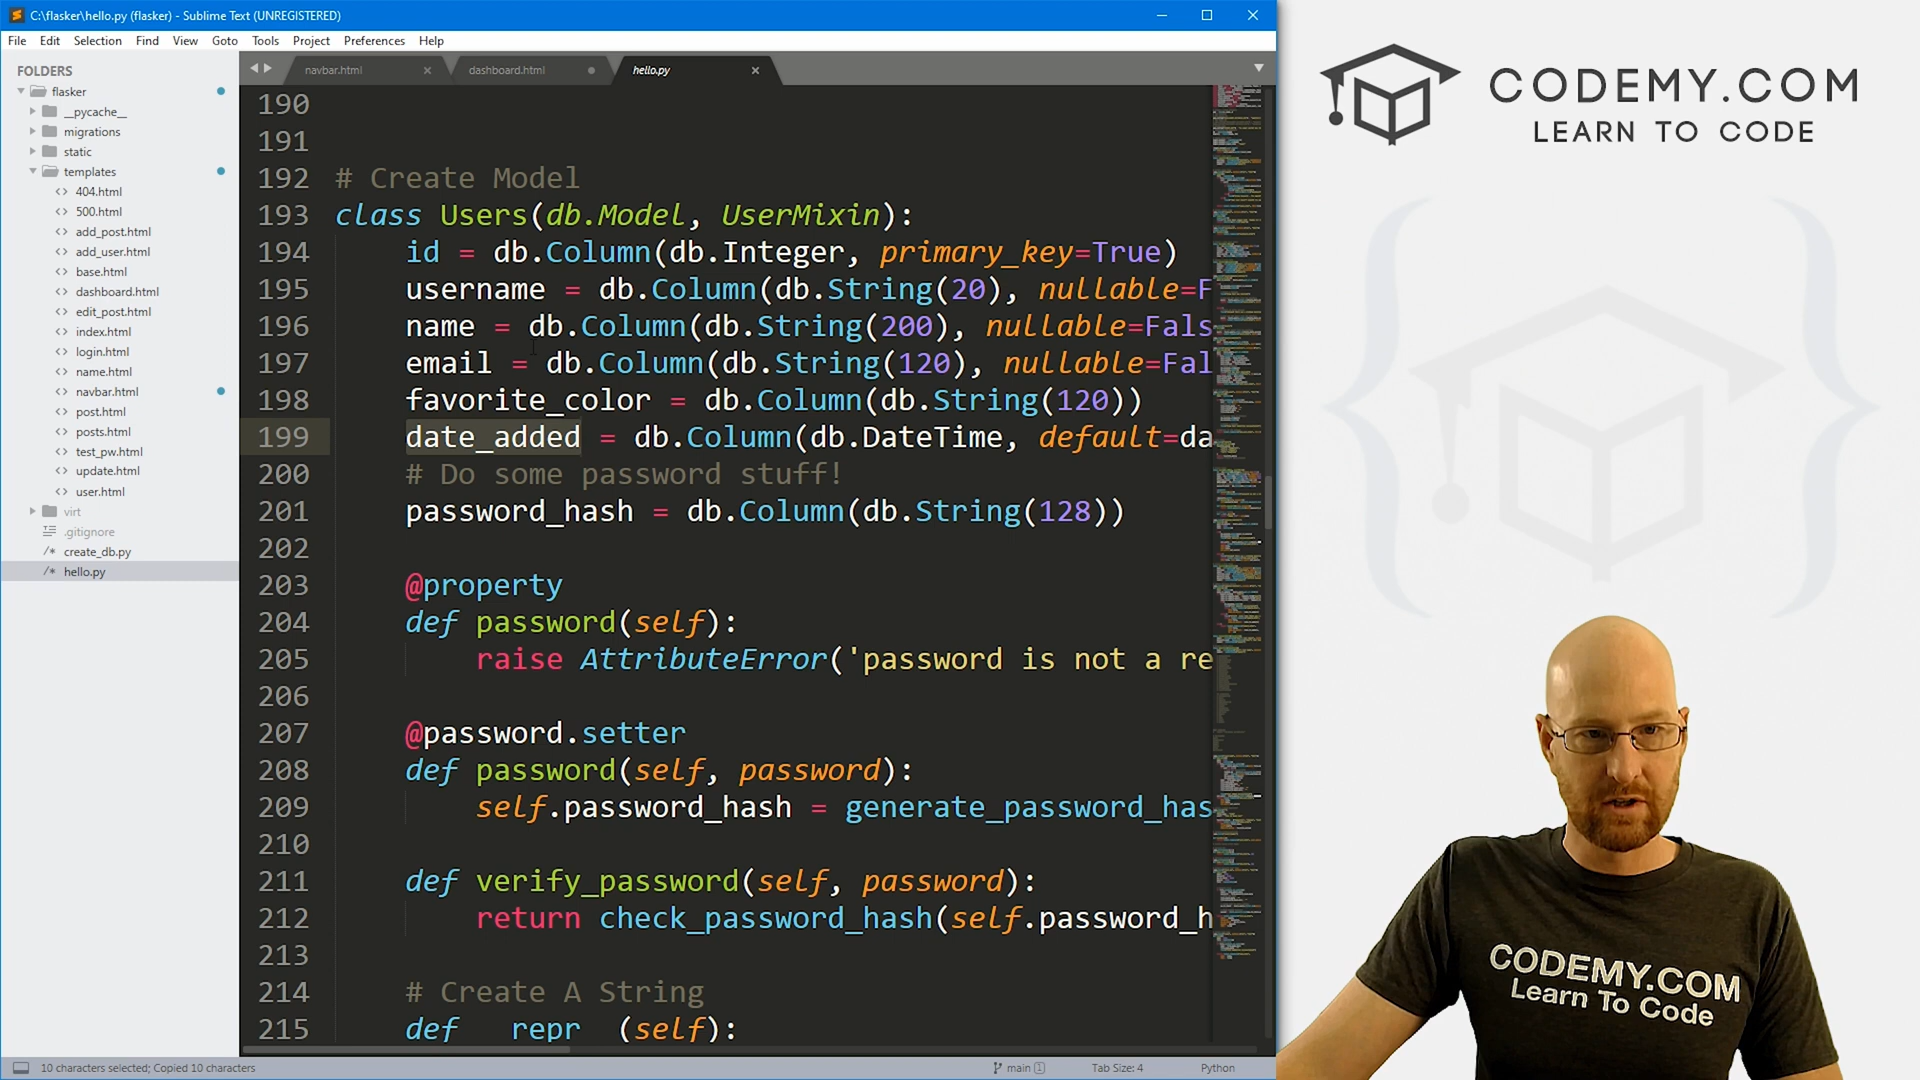 C:\flasker\hello.py (flasker) - Sublime Text (UNREGISTERED)
File Edit Selection Find View Goto Tools Project Preferences Help
FOLDERS
flasker
__pycache__
migrations
static
templates
404.html
500.html
add_post.html
add_user.html
base.html
dashboard.html
edit_post.html
index.html
login.html
name.html
navbar.html
post.html
posts.html
test_pw.html
update.html
user.html
virt
.gitignore
create_db.py
hello.py
navbar.html dashboard.html hello.py
190
191
192 # Create Model
193 class Users(db.Model, UserMixin):
194 id = db.Column(db.Integer, primary_key=True)
195 username = db.Column(db.String(20), nullable=F
196 name = db.Column(db.String(200), nullable=Fals
197 email = db.Column(db.String(120), nullable=Fal
198 favorite_color = db.Column(db.String(120))
199 date_added = db.Column(db.DateTime, default=da
200 # Do some password stuff!
201 password_hash = db.Column(db.String(128))
202
203 @property
204 def password(self):
205 raise AttributeError('password is not a re
206
207 @password.setter
208 def password(self, password):
209 self.password_hash = generate_password_has
210
211 def verify_password(self, password):
212 return check_password_hash(self.password_h
213
214 # Create A String
215 def __repr__(self):
10 characters selected; Copied 10 characters
main 1
Tab Size: 4
Python
CODEMY.COM
LEARN TO CODE
CODEMY.COM
Learn To Code